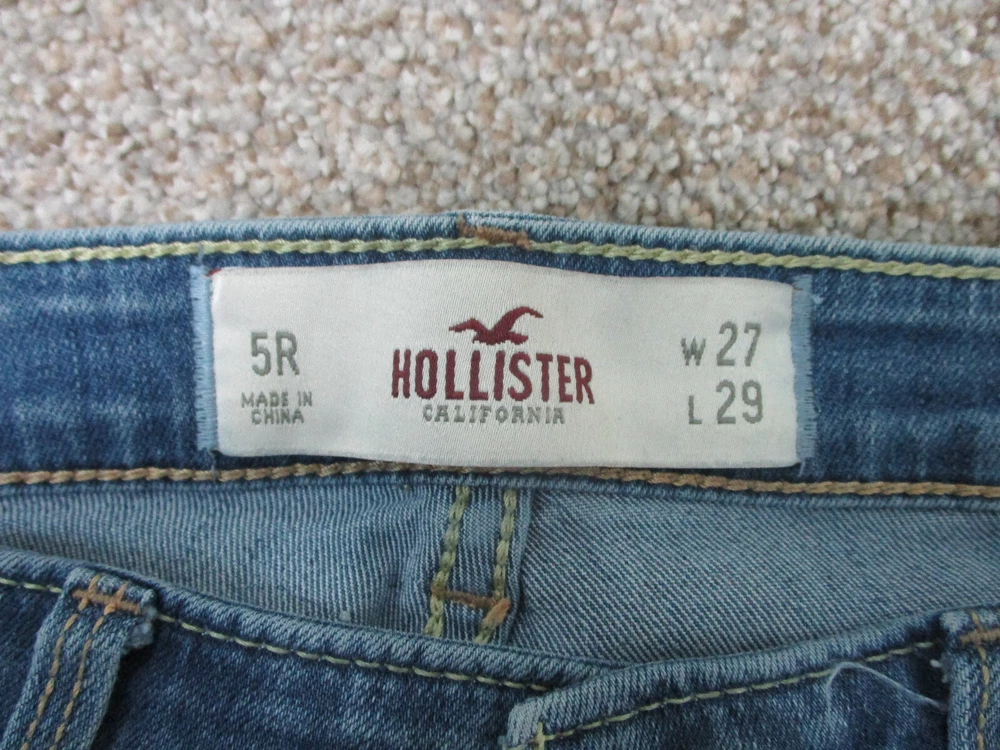 5R
MADE IN
CHINA
HOLLISTER
CALIFORNIA
W 27
L 29